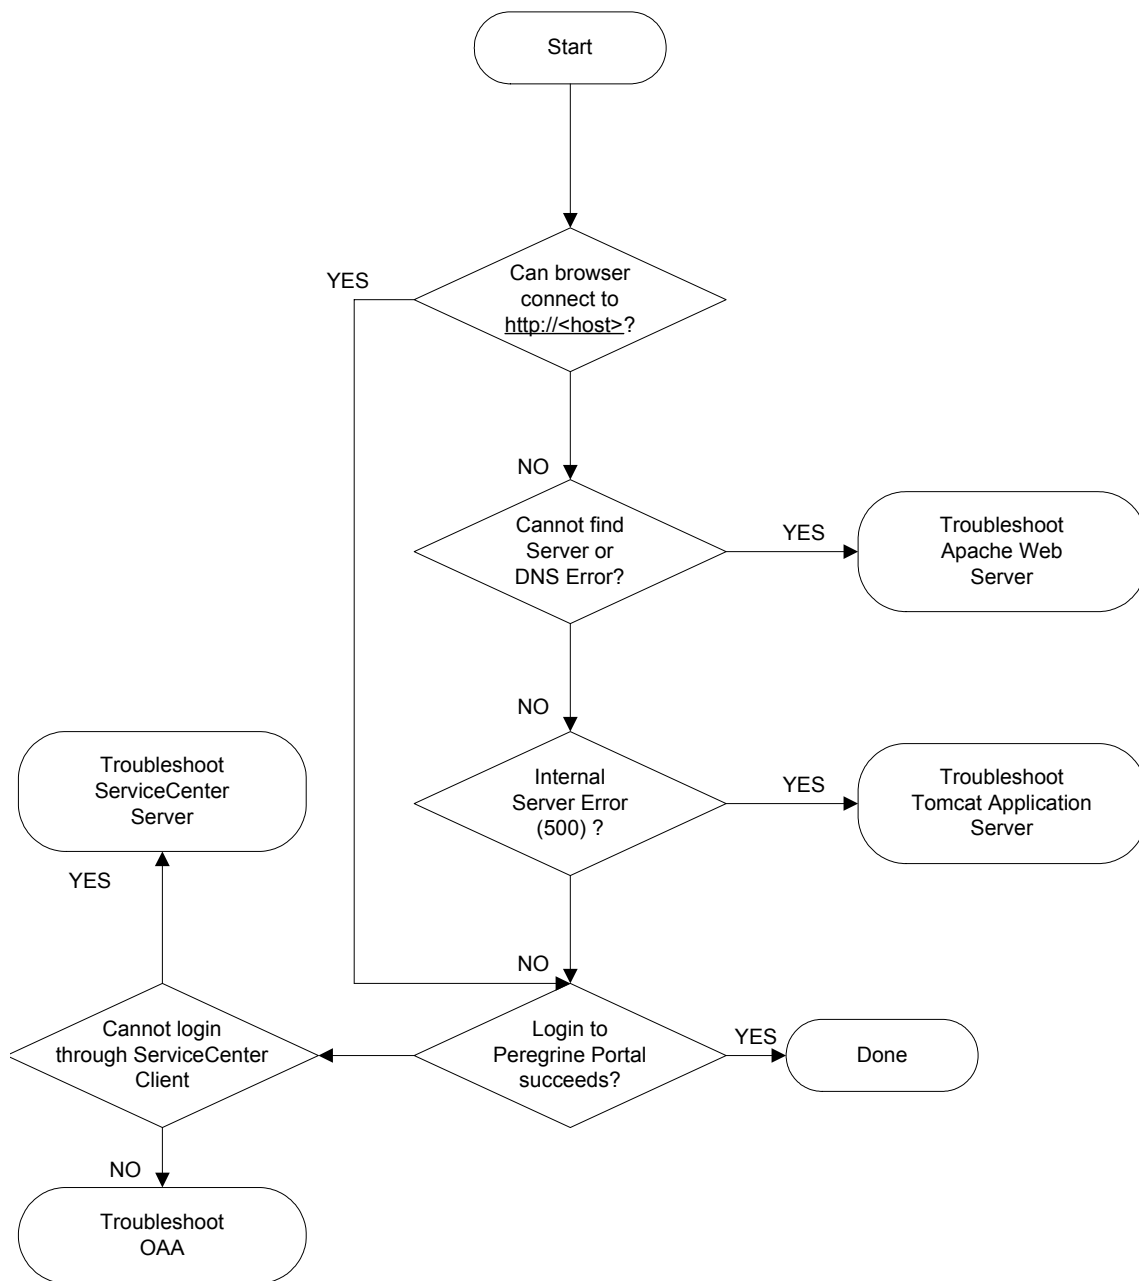 Start
YES
Can browser
connect to
http://<host>?
NO
Cannot find
Server or
DNS Error?
YES
Troubleshoot
Apache Web
Server
NO
Troubleshoot
ServiceCenter
Server
Internal
Server Error
(500) ?
YES
Troubleshoot
Tomcat Application
Server
YES
NO
Cannot login
through ServiceCenter
Client
Login to
Peregrine Portal
succeeds?
YES
Done
NO
Troubleshoot
OAA